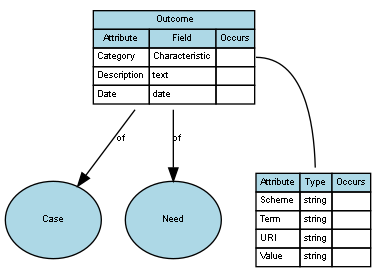 Outcome
Attribute Field Occurs
Category Characteristic
Description text
Date date
of of
Case Need
Attribute Type Occurs
Scheme string
Term string
URI string
Value string